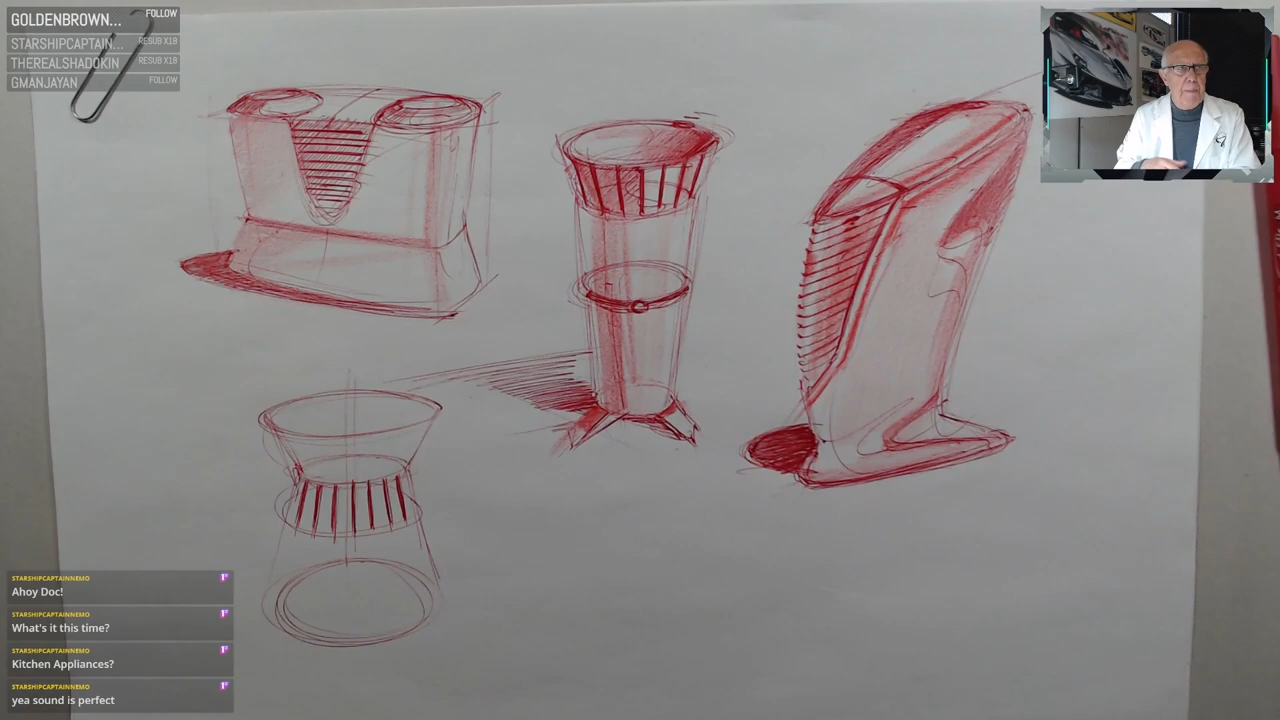 GOLDENBROWN... FOLLOW
STARSHIPCAPTAIN... RESUB X18
THEREALSHADOKIN RESUB X18
GMANJAYAN FOLLOW
STARSHIPCAPTAINNEMO
Ahoy Doc!
STARSHIPCAPTAINNEMO
What's it this time?
STARSHIPCAPTAINNEMO
Kitchen Appliances?
STARSHIPCAPTAINNEMO
yea sound is perfect